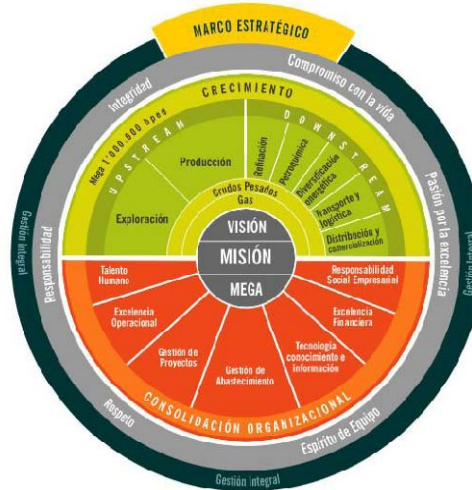 MARCO ESTRATÉGICO
Integridad
Compromiso con la vida
Responsabilidad
Pasión por la excelencia
Respeto
Espíritu de Equipo
Gestión integral
Gestión Integral
Gestión integral
CRECIMIENTO
Mega 1'000.000 bpes
UPSTREAM
DOWNSTREAM
Exploración
Producción
Refinación
Petroquímica
Diversificación
energética
Transporte y
logística
Distribución y
comercialización
Crudos Pesados
Gas
VISIÓN
MISIÓN
MEGA
Talento
Humano
Excelencia
Operacional
Gestión de
Proyectos
Gestión de
Abastecimiento
Tecnología
conocimiento e
información
Excelencia
Financiera
Responsabilidad
Social Empresarial
CONSOLIDACIÓN ORGANIZACIONAL